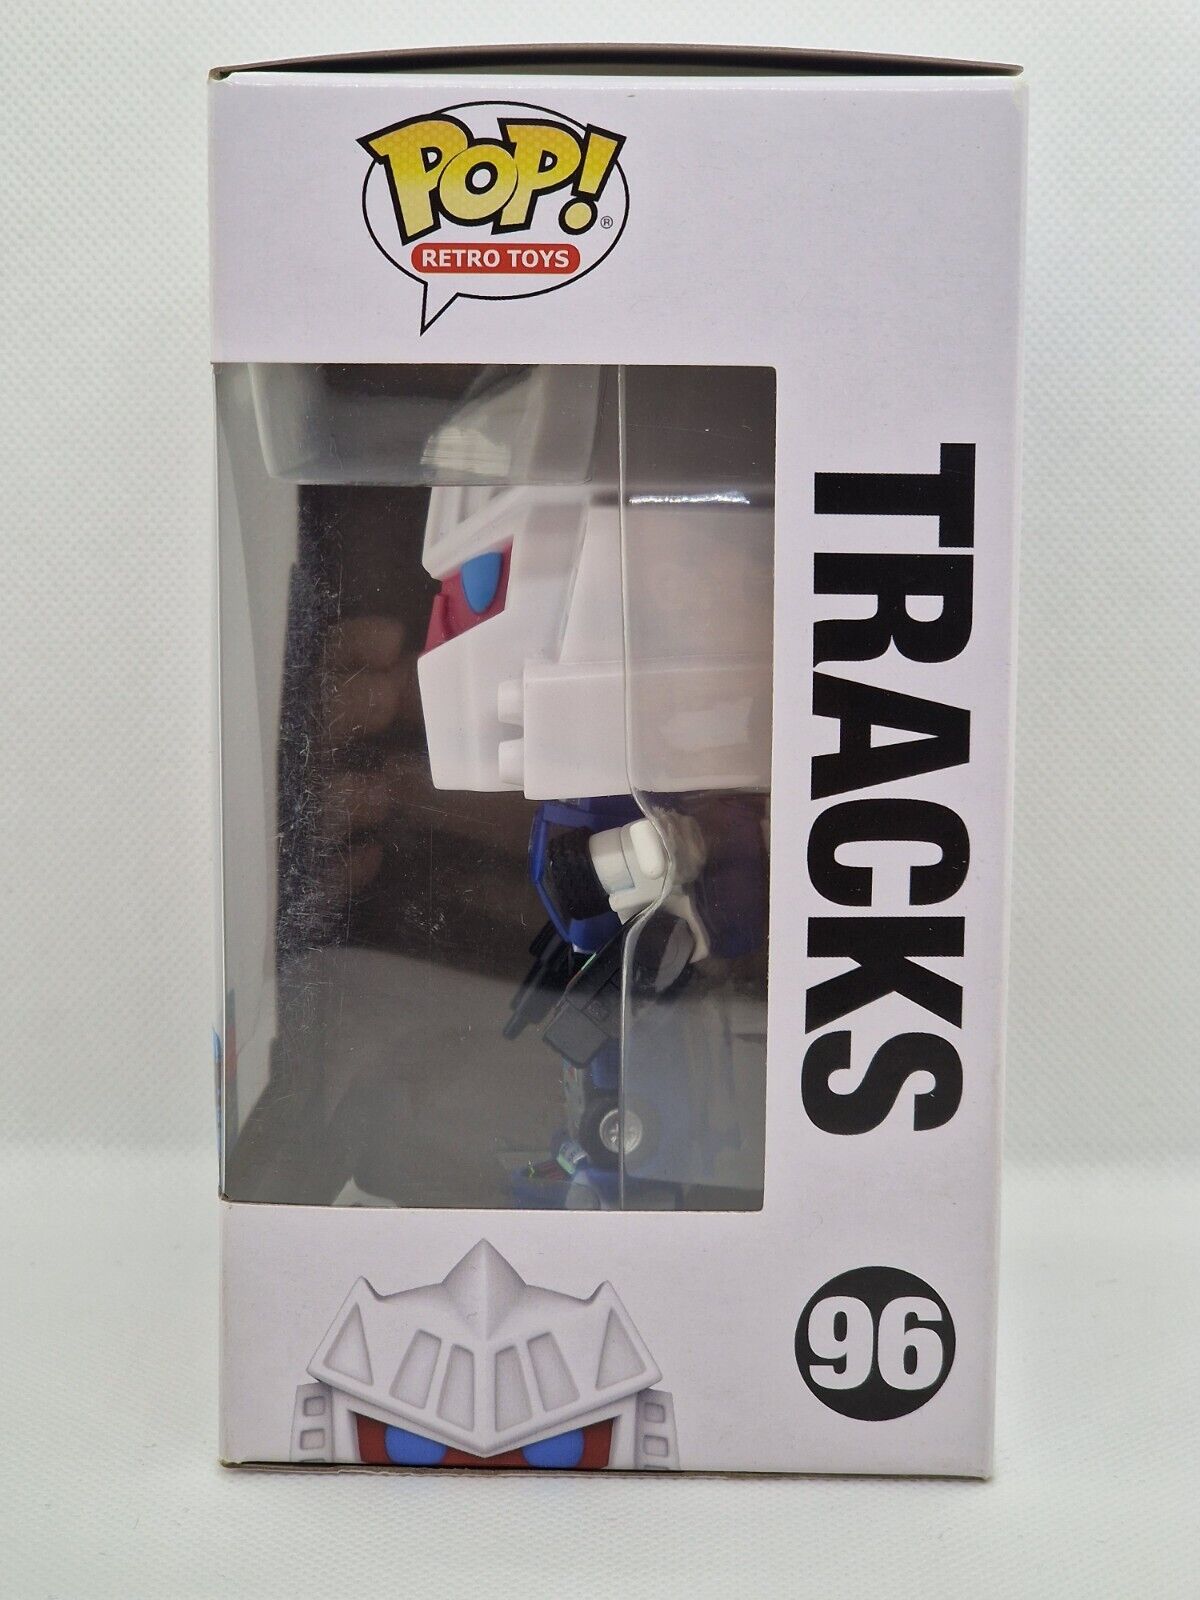 POP!®
RETRO TOYS
TRACKS
96